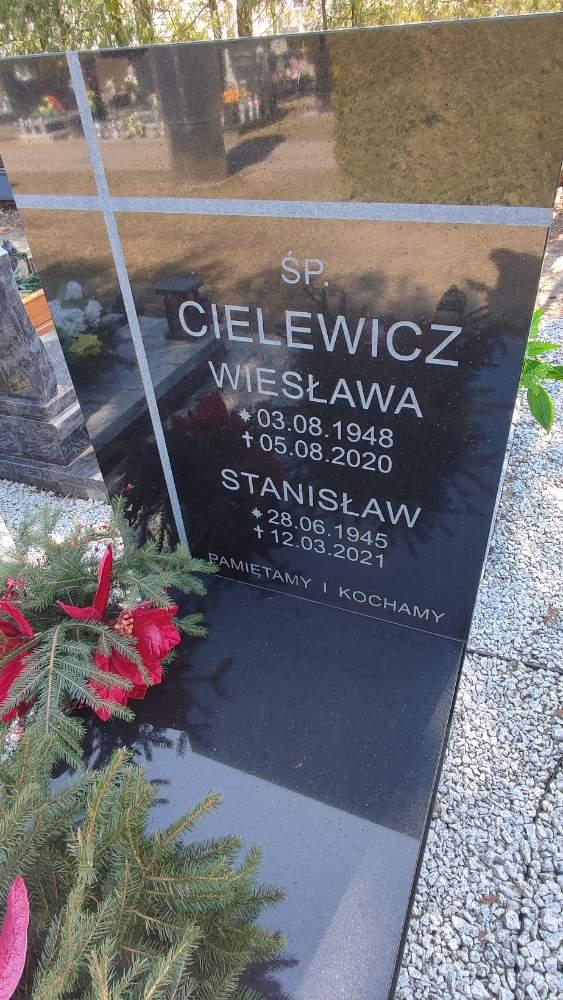 ŚP.
CIELEWICZ
WIESŁAWA
* 03.08.1948
✝ 05.08.2020
STANISŁAW
* 28.06.1945
✝ 12.03.2021
PAMIĘTAMY I KOCHAMY